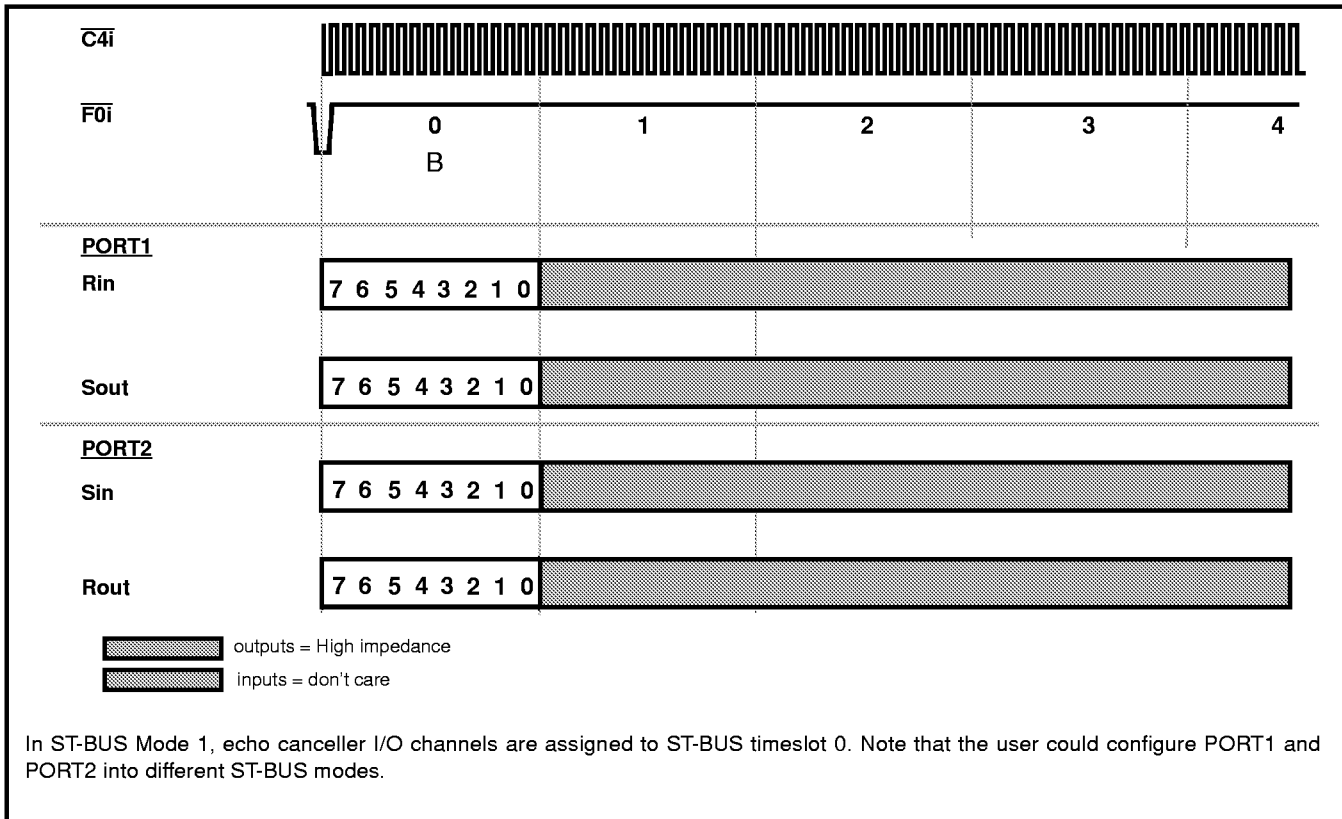 C4i
F0i
0 1 2 3 4
B
PORT1
Rin
7 6 5 4 3 2 1 0
Sout
7 6 5 4 3 2 1 0
PORT2
Sin
7 6 5 4 3 2 1 0
Rout
7 6 5 4 3 2 1 0
outputs = High impedance
inputs = don't care
In ST-BUS Mode 1, echo canceller I/O channels are assigned to ST-BUS timeslot 0. Note that the user could configure PORT1 and
PORT2 into different ST-BUS modes.